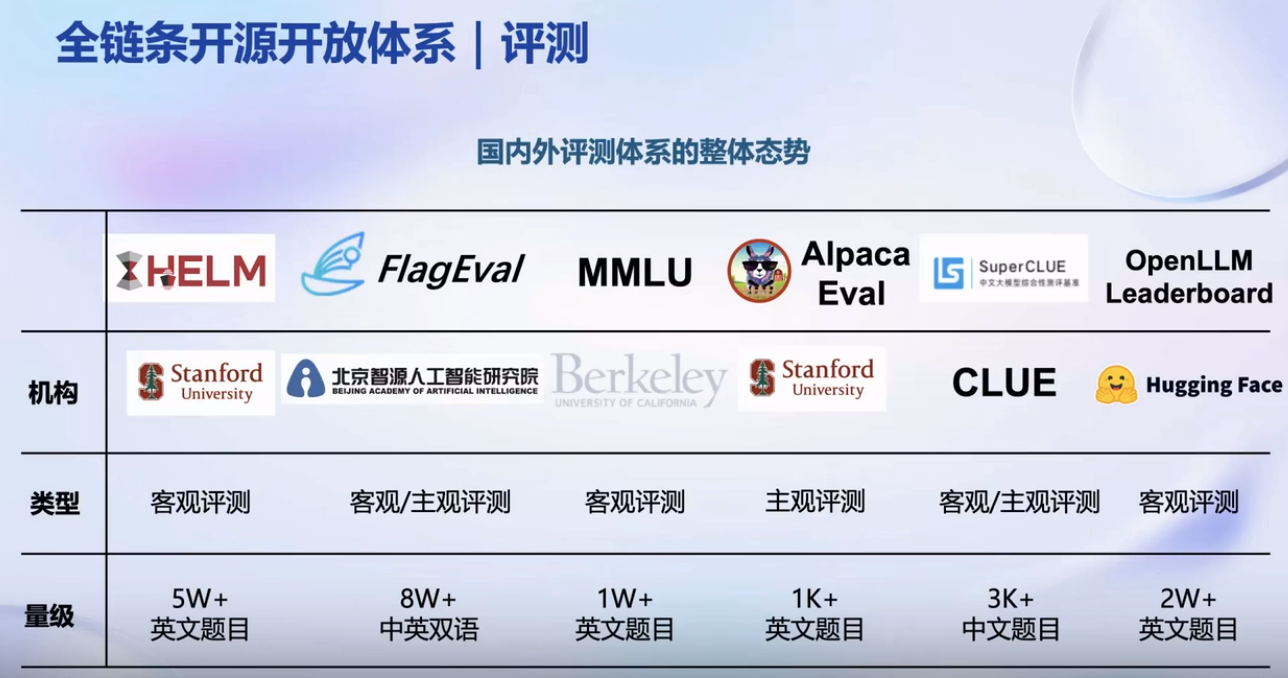 全链条开源开放体系 | 评测
国内外评测体系的整体态势
HELM
FlagEval
MMLU
Alpaca
Eval
SuperCLUE
中文大模型综合性测评基准
OpenLLM
Leaderboard
机构
Stanford
University
北京智源人工智能研究院
BEIJING ACADEMY OF ARTIFICIAL INTELLIGENCE
Berkeley
UNIVERSITY OF CALIFORNIA
Stanford
University
CLUE
Hugging Face
类型
客观评测
客观/主观评测
客观评测
主观评测
客观/主观评测
客观评测
量级
5W+
英文题目
8W+
中英双语
1W+
英文题目
1K+
英文题目
3K+
中文题目
2W+
英文题目